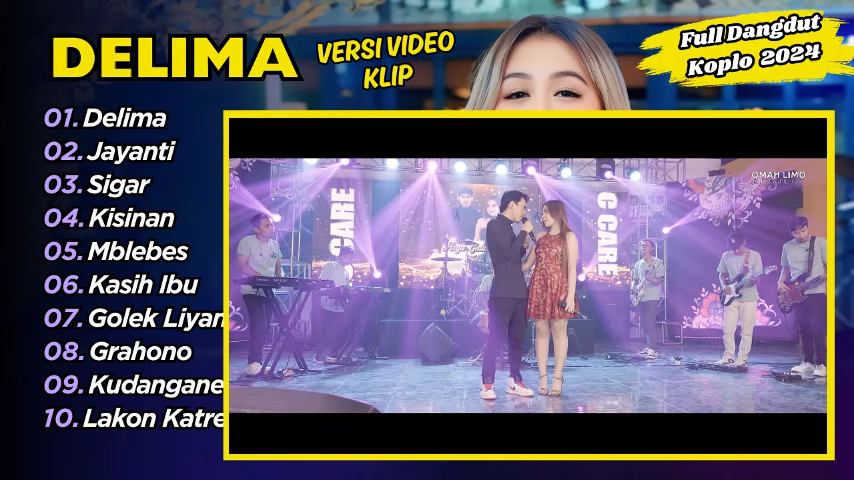 DELIMA
VERSI VIDEO
KLIP
Full Dangdut
Koplo 2024
01. Delima
02. Jayanti
03. Sigar
04. Kisinan
05. Mblebes
06. Kasih Ibu
07. Golek Liyan
08. Grahono
09. Kudangane
10. Lakon Katre
CARE
C CARE
OMAH LIMO